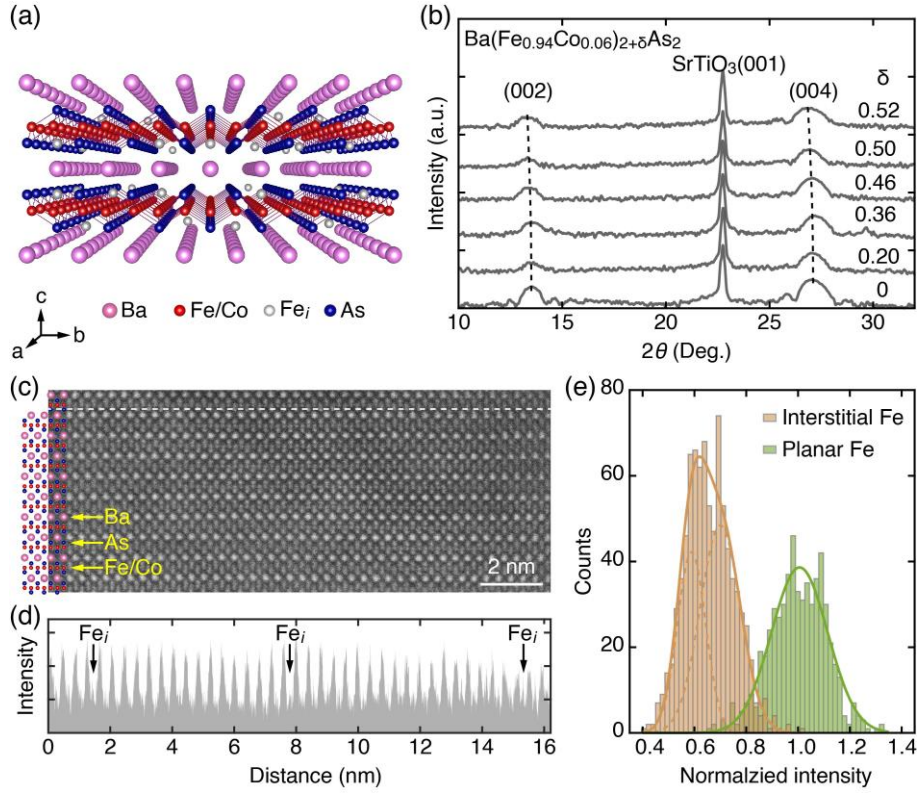 (a)
c
b
a
Ba
Fe/Co
Feᵢ
As
(b)
Ba(Fe₀.₉₄Co₀.₀₆)₂₊δAs₂
SrTiO₃(001)
δ
(002)
(004)
0.52
0.50
0.46
0.36
0.20
0
Intensity (a.u.)
10
15
20
25
30
2θ (Deg.)
(c)
Ba
As
Fe/Co
2 nm
(d)
Feᵢ
Feᵢ
Feᵢ
Intensity
0
2
4
6
8
10
12
14
16
Distance (nm)
(e)
80
60
40
20
0
Counts
Interstitial Fe
Planar Fe
0.4
0.6
0.8
1.0
1.2
1.4
Normalzied intensity